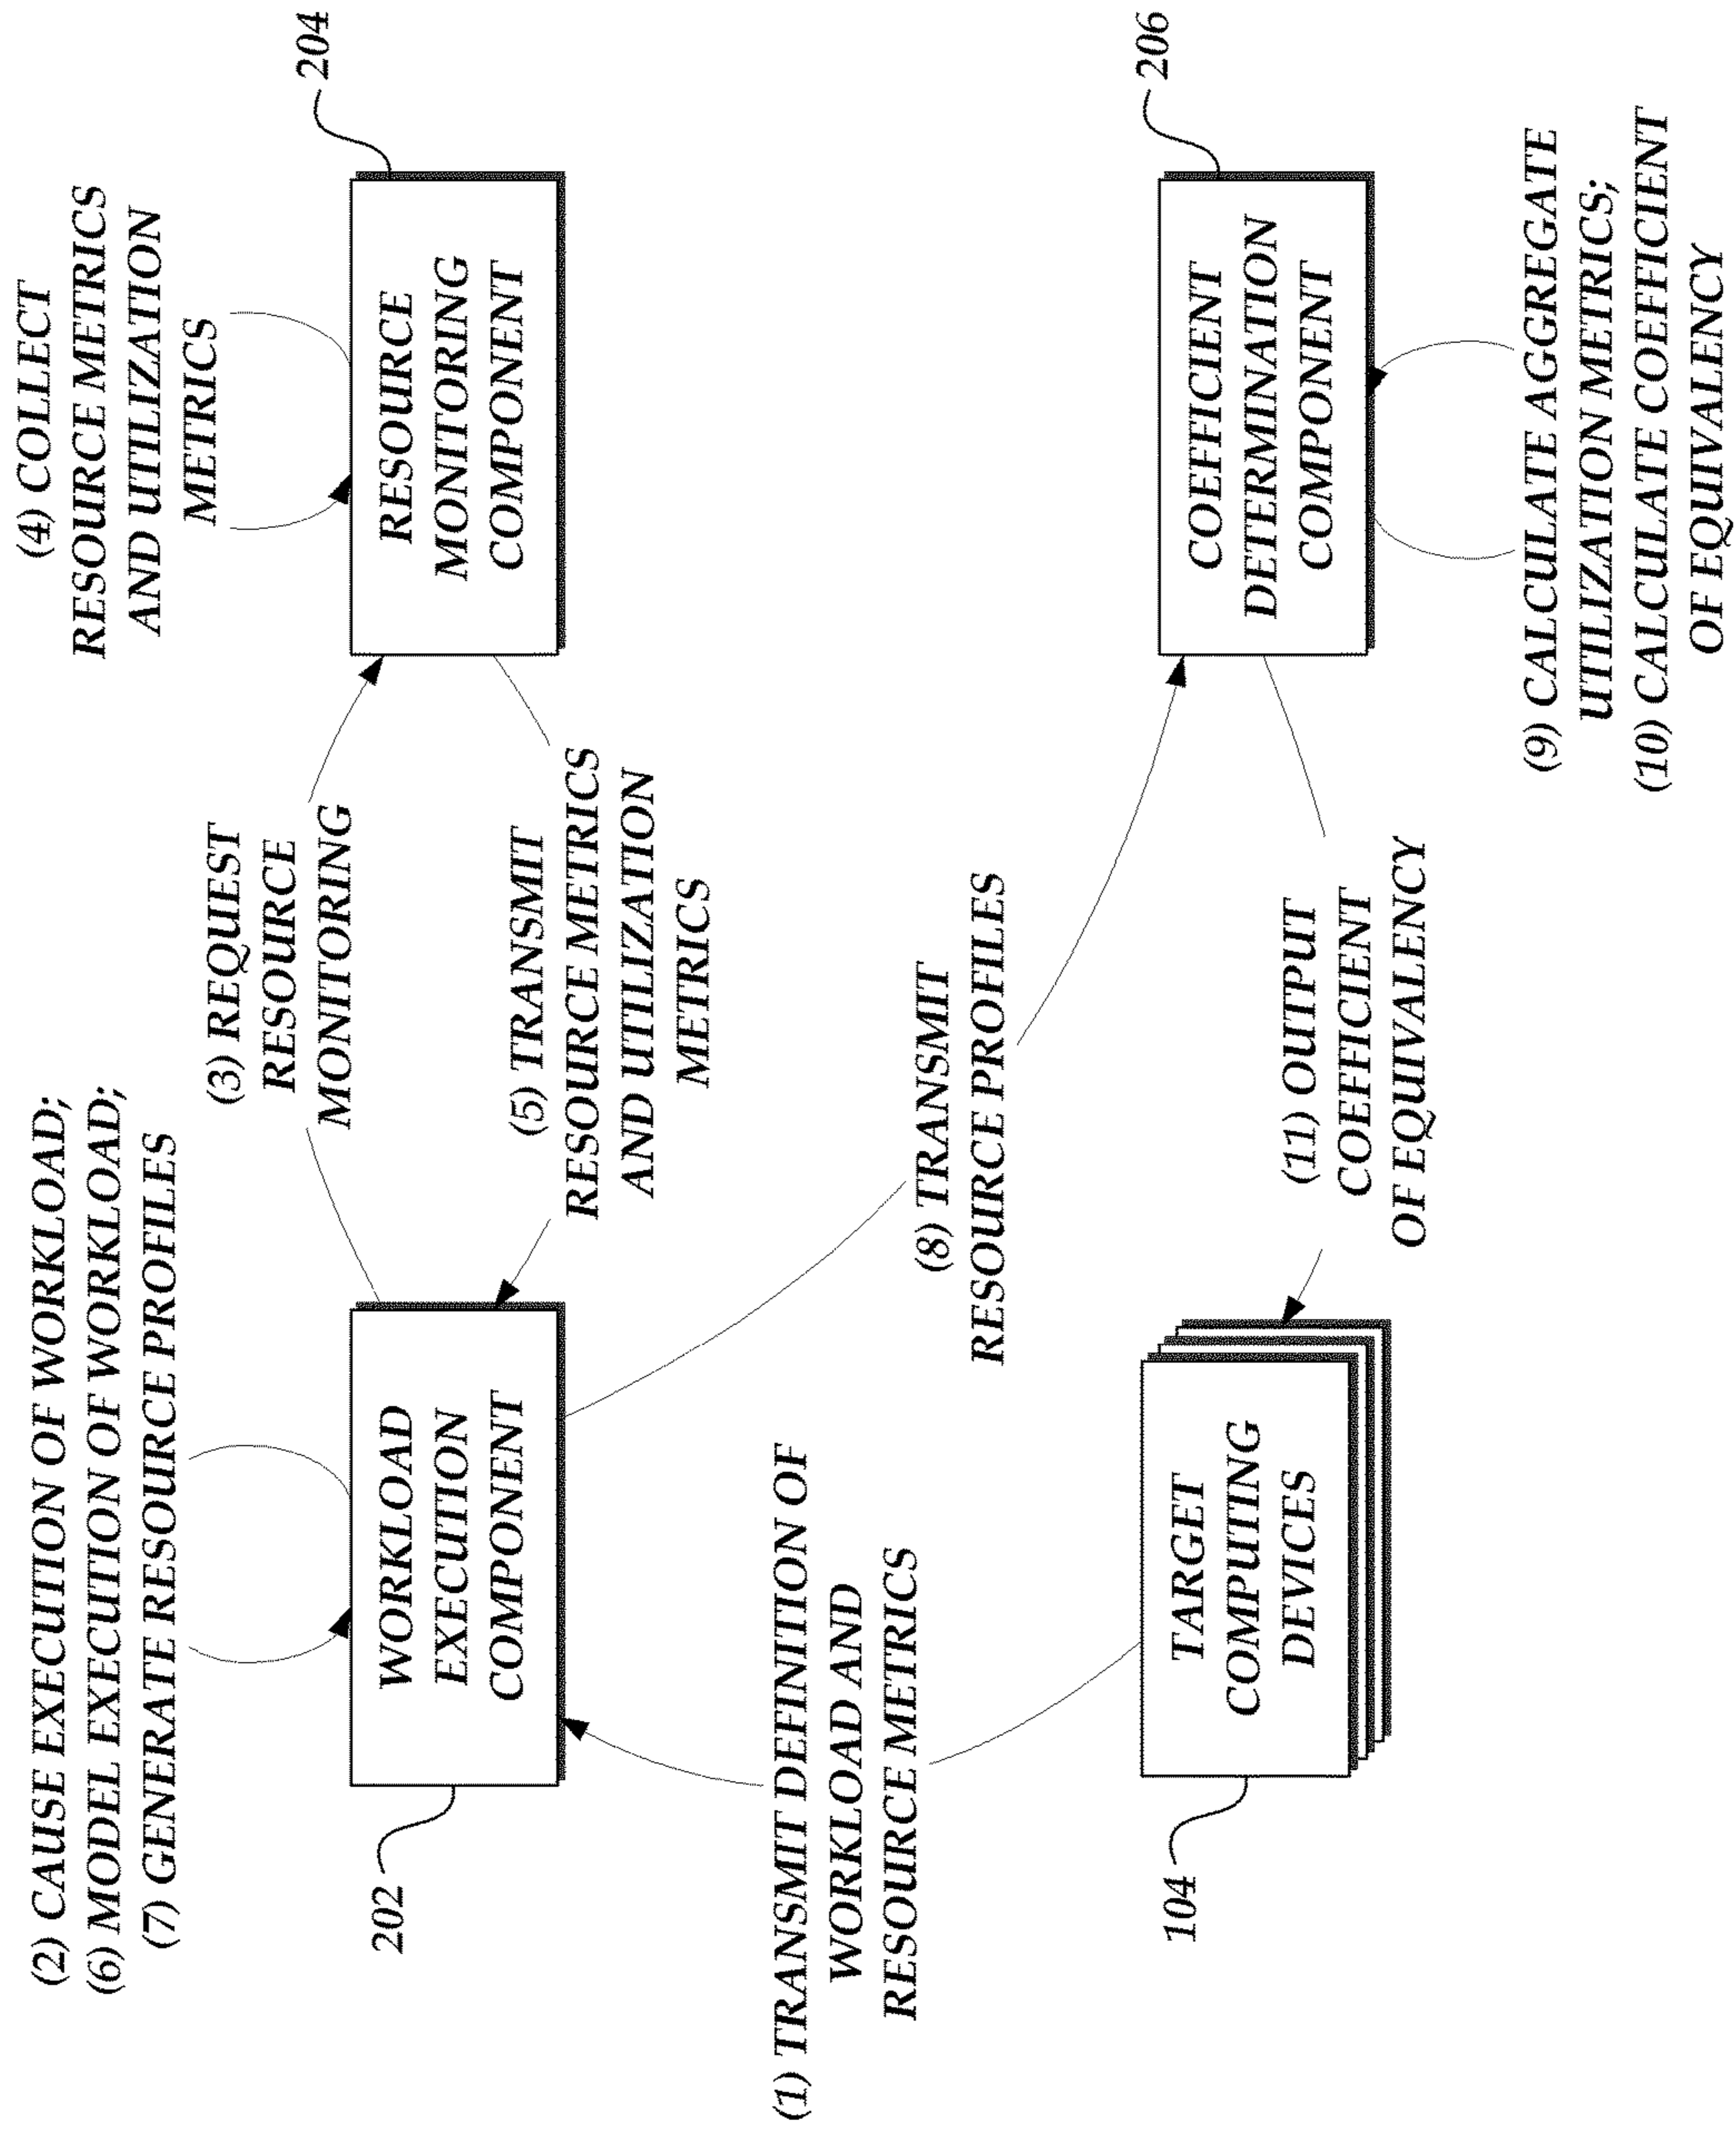 (2) CAUSE EXECUTION OF WORKLOAD;
(6) MODEL EXECUTION OF WORKLOAD;
(7) GENERATE RESOURCE PROFILES
202
WORKLOAD
EXECUTION
COMPONENT
(3) REQUEST
RESOURCE
MONITORING
(4) COLLECT
RESOURCE METRICS
AND UTILIZATION
METRICS
204
RESOURCE
MONITORING
COMPONENT
(5) TRANSMIT
RESOURCE METRICS
AND UTILIZATION
METRICS
(1) TRANSMIT DEFINITION OF
WORKLOAD AND
RESOURCE METRICS
(8) TRANSMIT
RESOURCE PROFILES
104
TARGET
COMPUTING
DEVICES
(11) OUTPUT
COEFFICIENT
OF EQUIVALENCY
206
COEFFICIENT
DETERMINATION
COMPONENT
(9) CALCULATE AGGREGATE
UTILIZATION METRICS;
(10) CALCULATE COEFFICIENT
OF EQUIVALENCY